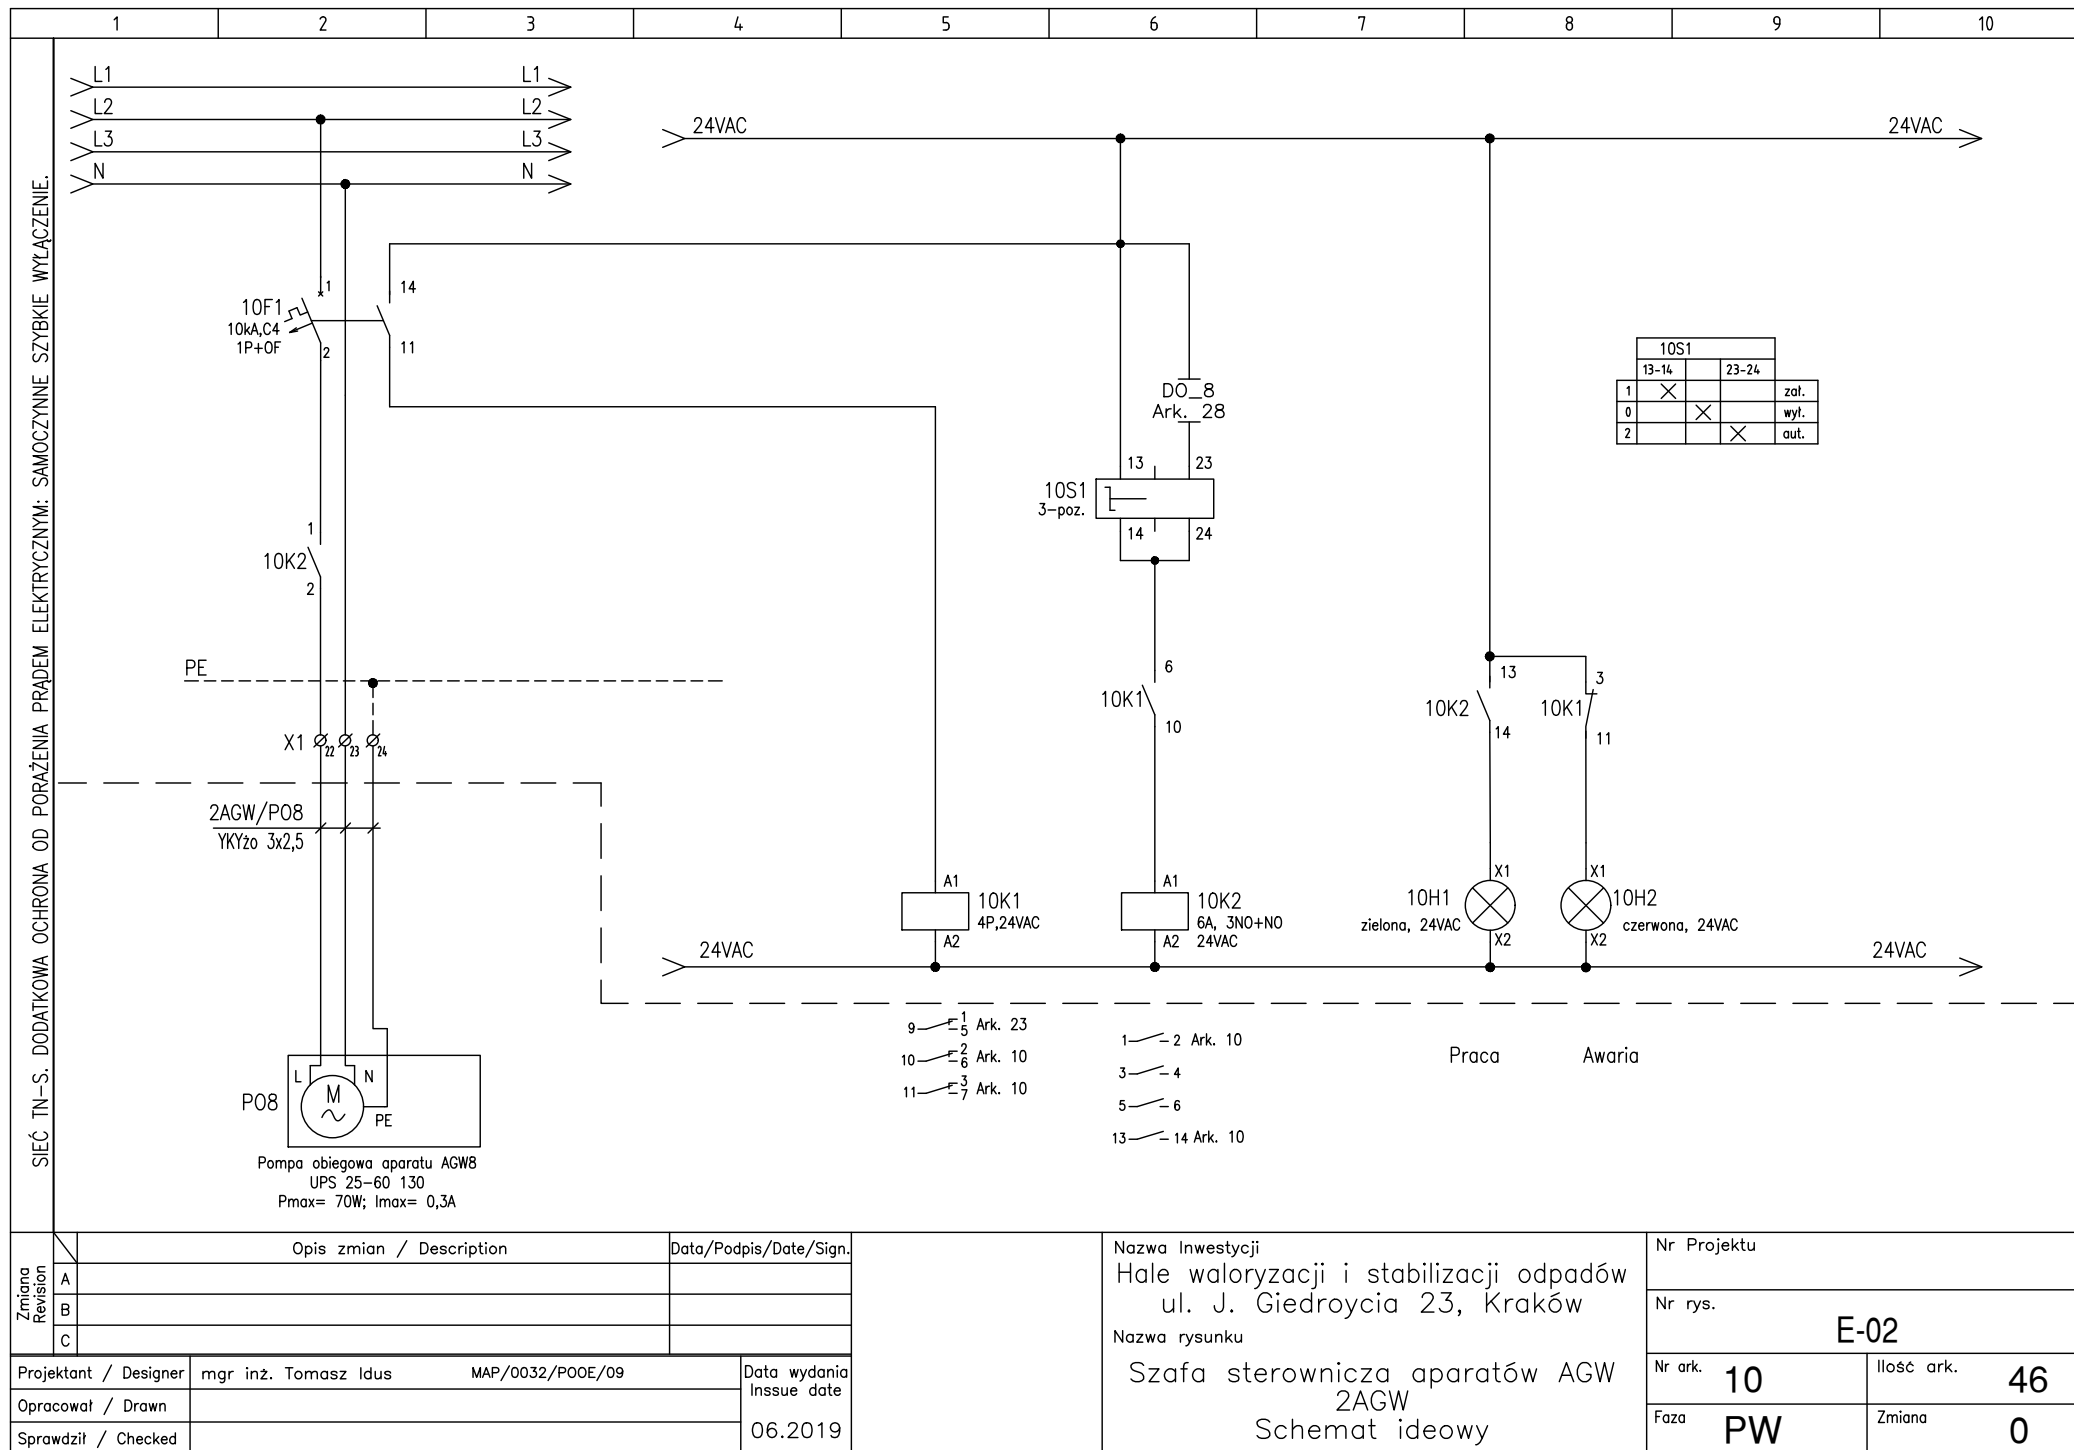 1 2 3 4 5 6 7 8 9 10
SIEĆ TN-S. DODATKOWA OCHRONA OD PORAŻENIA PRĄDEM ELEKTRYCZNYM: SAMOCZYNNE SZYBKIE WYŁĄCZENIE.
L1 L1
L2 L2
L3 L3
N N
24VAC 24VAC
1 14
10F1
10kA,C4
1P+OF
2 11
DO_8
Ark. 28
10S1
13-14 23-24
1 zał.
0 wył.
2 aut.
13 23
10S1
3-poz.
14 24
1
10K2
2
PE
6
10K1
10
13 3
10K2 10K1
14 11
X1 22 23 24
2AGW/PO8
YKYżo 3x2,5
A1
10K1
4P,24VAC
A2
A1
10K2
6A, 3NO+NO
24VAC
A2
X1
10H1
zielona, 24VAC
X2
X1
10H2
czerwona, 24VAC
X2
24VAC 24VAC
9 1 5 Ark. 23
10 2 6 Ark. 10
11 3 7 Ark. 10
1 2 Ark. 10
3 4
5 6
13 14 Ark. 10
Praca Awaria
L N
M
PO8
PE
Pompa obiegowa aparatu AGW8
UPS 25-60 130
Pmax= 70W; Imax= 0,3A
Zmiana
Revision
Opis zmian / Description Data/Podpis/Date/Sign.
A
B
C
Projektant / Designer mgr inż. Tomasz Idus MAP/0032/POOE/09
Opracował / Drawn
Sprawdził / Checked
Data wydania
Inssue date
06.2019
Nazwa Inwestycji
Hale waloryzacji i stabilizacji odpadów
ul. J. Giedroycia 23, Kraków
Nazwa rysunku
Szafa sterownicza aparatów AGW
2AGW
Schemat ideowy
Nr Projektu
Nr rys.
E-02
Nr ark. 10 Ilość ark. 46
Faza PW Zmiana 0